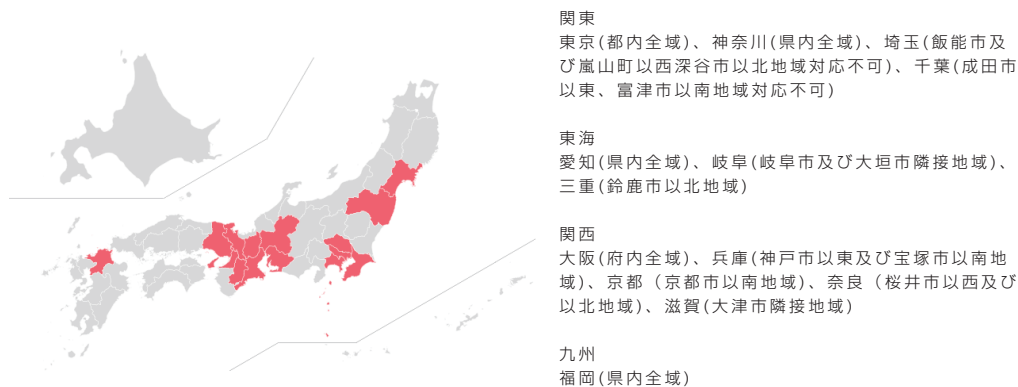 関東
東京(都内全域)、神奈川(県内全域)、埼玉(飯能市及
び嵐山町以西深谷市以北地域対応不可)、千葉(成田市
以東、富津市以南地域対応不可)
東海
愛知(県内全域)、岐阜(岐阜市及び大垣市隣接地域)、
三重(鈴鹿市以北地域)
関西
大阪(府内全域)、兵庫(神戸市以東及び宝塚市以南地
域)、京都（京都市以南地域)、奈良（桜井市以西及び
以北地域)、滋賀(大津市隣接地域)
九州
福岡(県内全域)